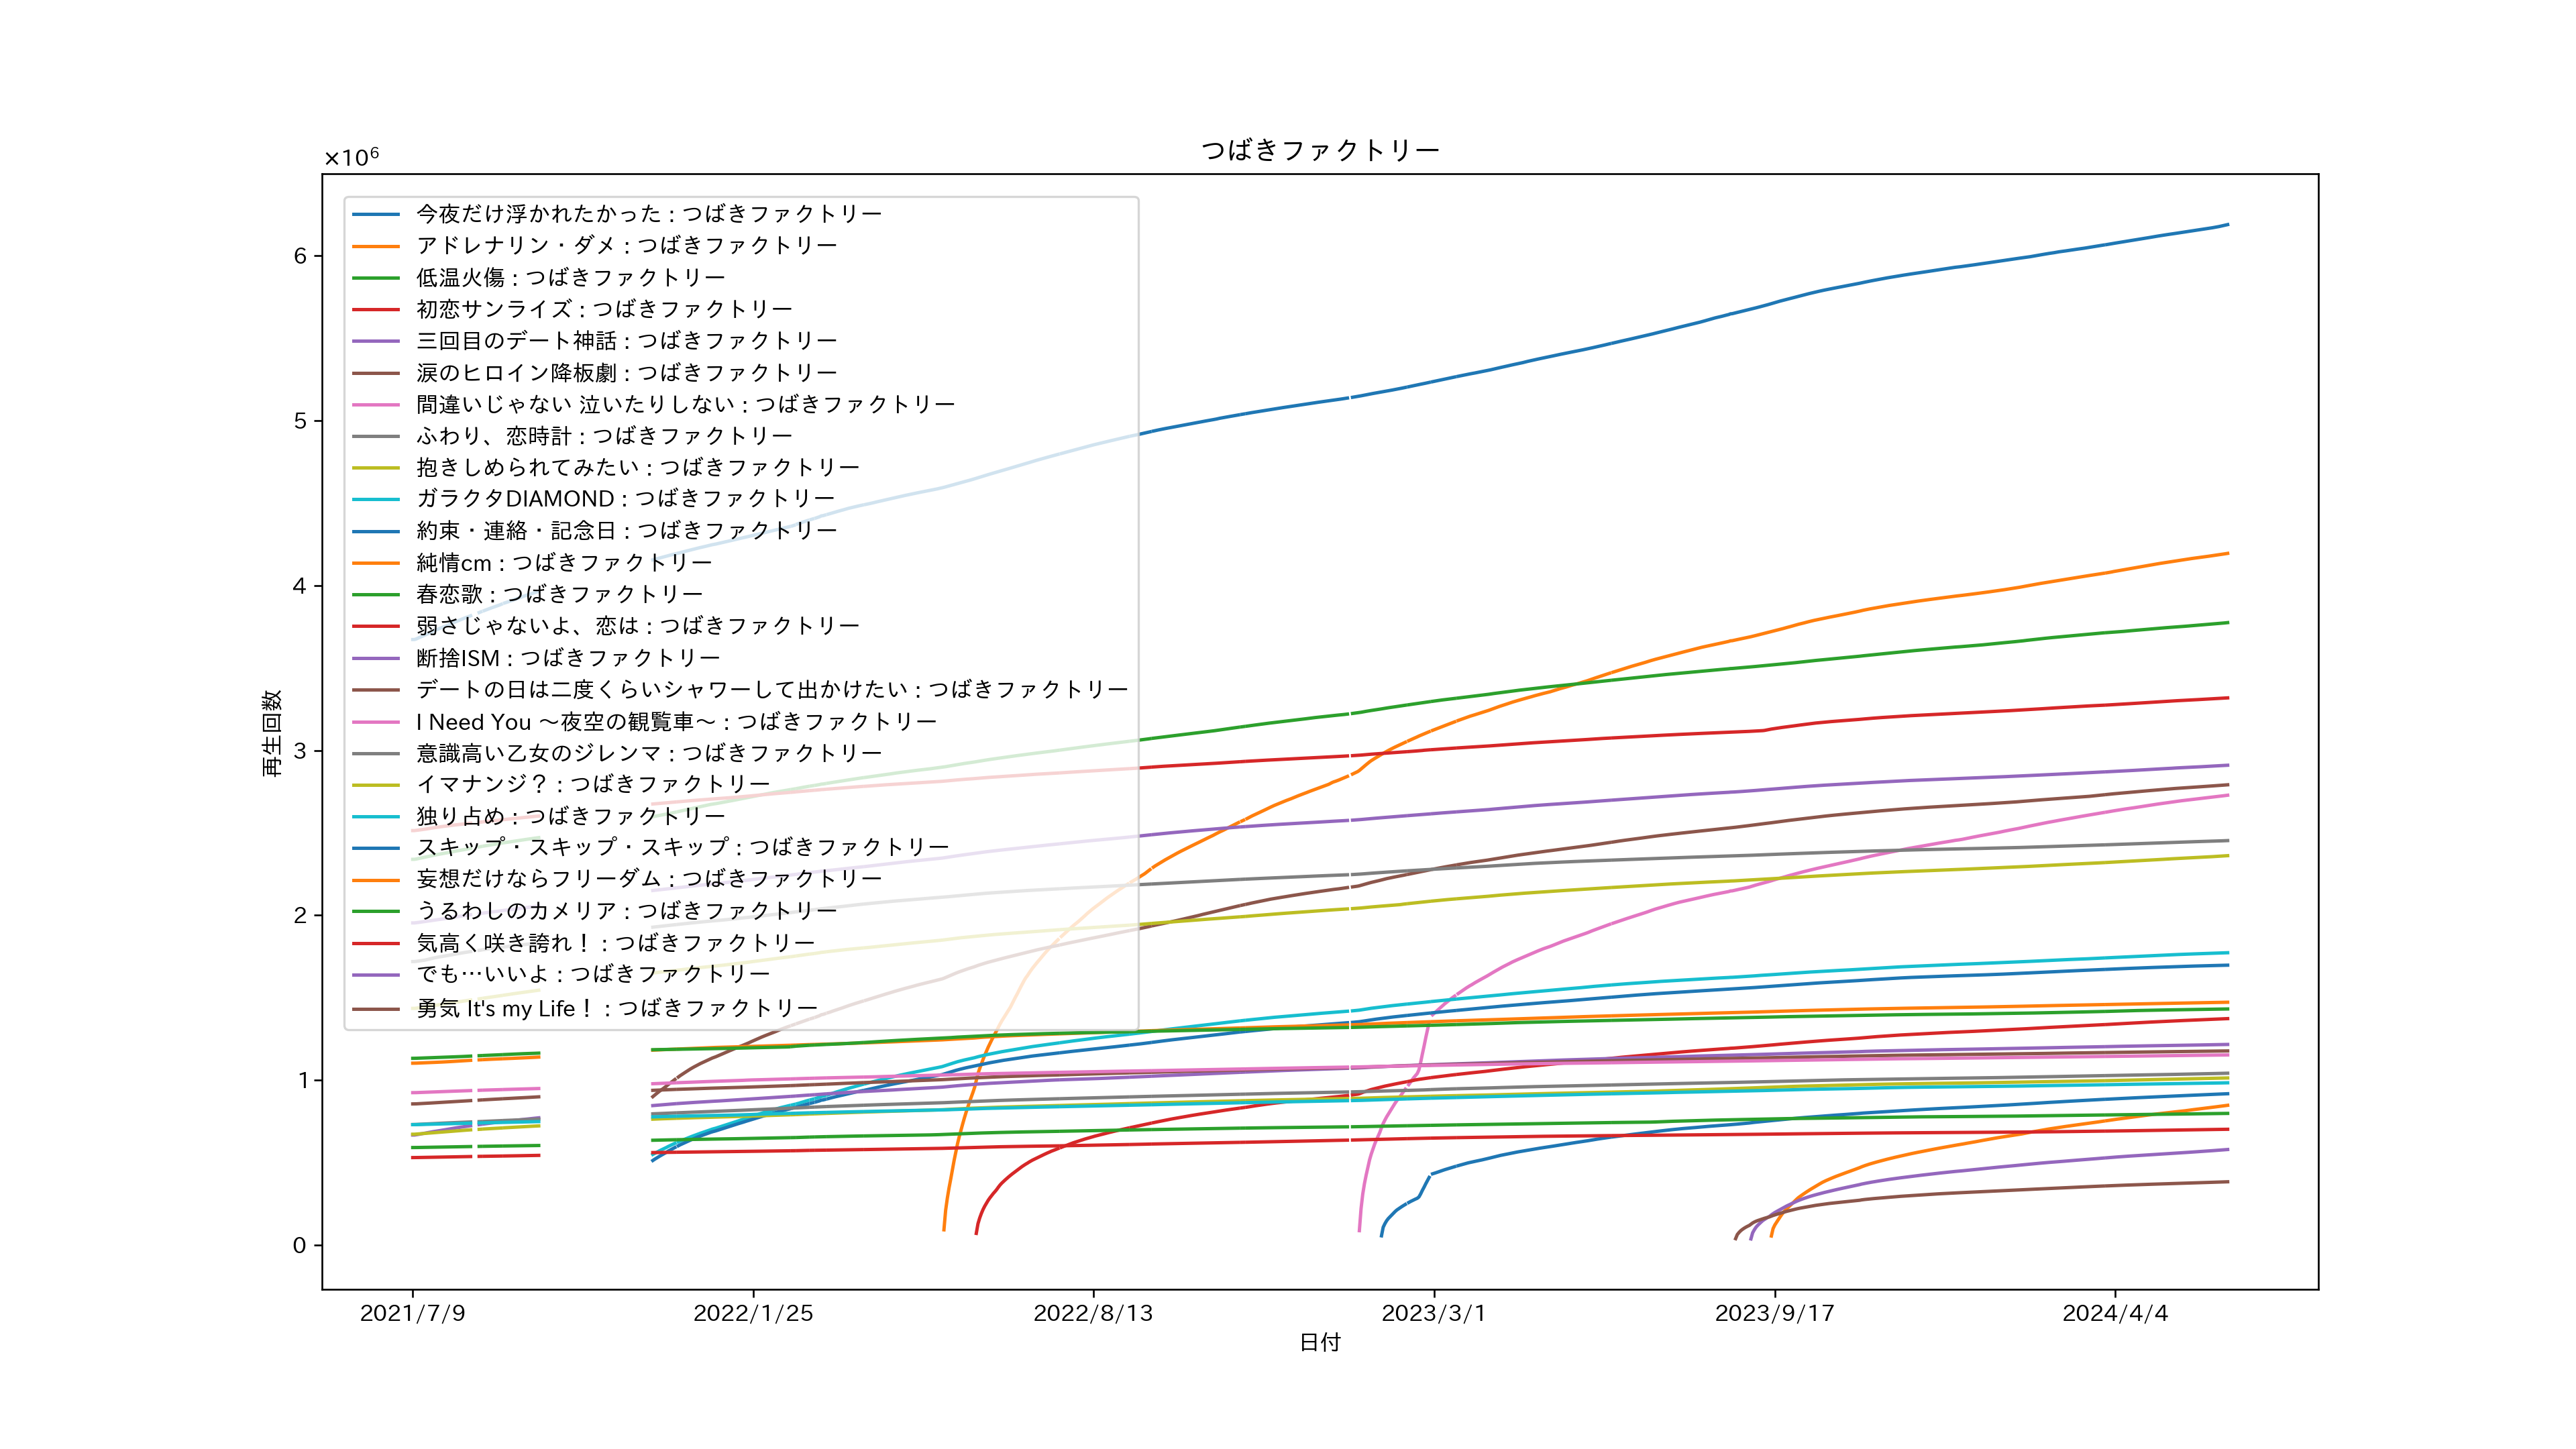 つばきファクトリー
×10⁶
今夜だけ浮かれたかった : つばきファクトリー
アドレナリン・ダメ : つばきファクトリー
低温火傷 : つばきファクトリー
初恋サンライズ : つばきファクトリー
三回目のデート神話 : つばきファクトリー
涙のヒロイン降板劇 : つばきファクトリー
間違いじゃない 泣いたりしない : つばきファクトリー
ふわり、恋時計 : つばきファクトリー
抱きしめられてみたい : つばきファクトリー
ガラクタDIAMOND : つばきファクトリー
約束・連絡・記念日 : つばきファクトリー
純情cm : つばきファクトリー
春恋歌 : つばきファクトリー
弱さじゃないよ、恋は : つばきファクトリー
断捨ISM : つばきファクトリー
デートの日は二度くらいシャワーして出かけたい : つばきファクトリー
I Need You ～夜空の観覧車～ : つばきファクトリー
意識高い乙女のジレンマ : つばきファクトリー
イマナンジ？ : つばきファクトリー
独り占め : つばきファクトリー
スキップ・スキップ・スキップ : つばきファクトリー
妄想だけならフリーダム : つばきファクトリー
うるわしのカメリア : つばきファクトリー
気高く咲き誇れ！ : つばきファクトリー
でも…いいよ : つばきファクトリー
勇気 It's my Life！ : つばきファクトリー
再生回数
6
5
4
3
2
1
0
2021/7/9
2022/1/25
2022/8/13
2023/3/1
2023/9/17
2024/4/4
日付